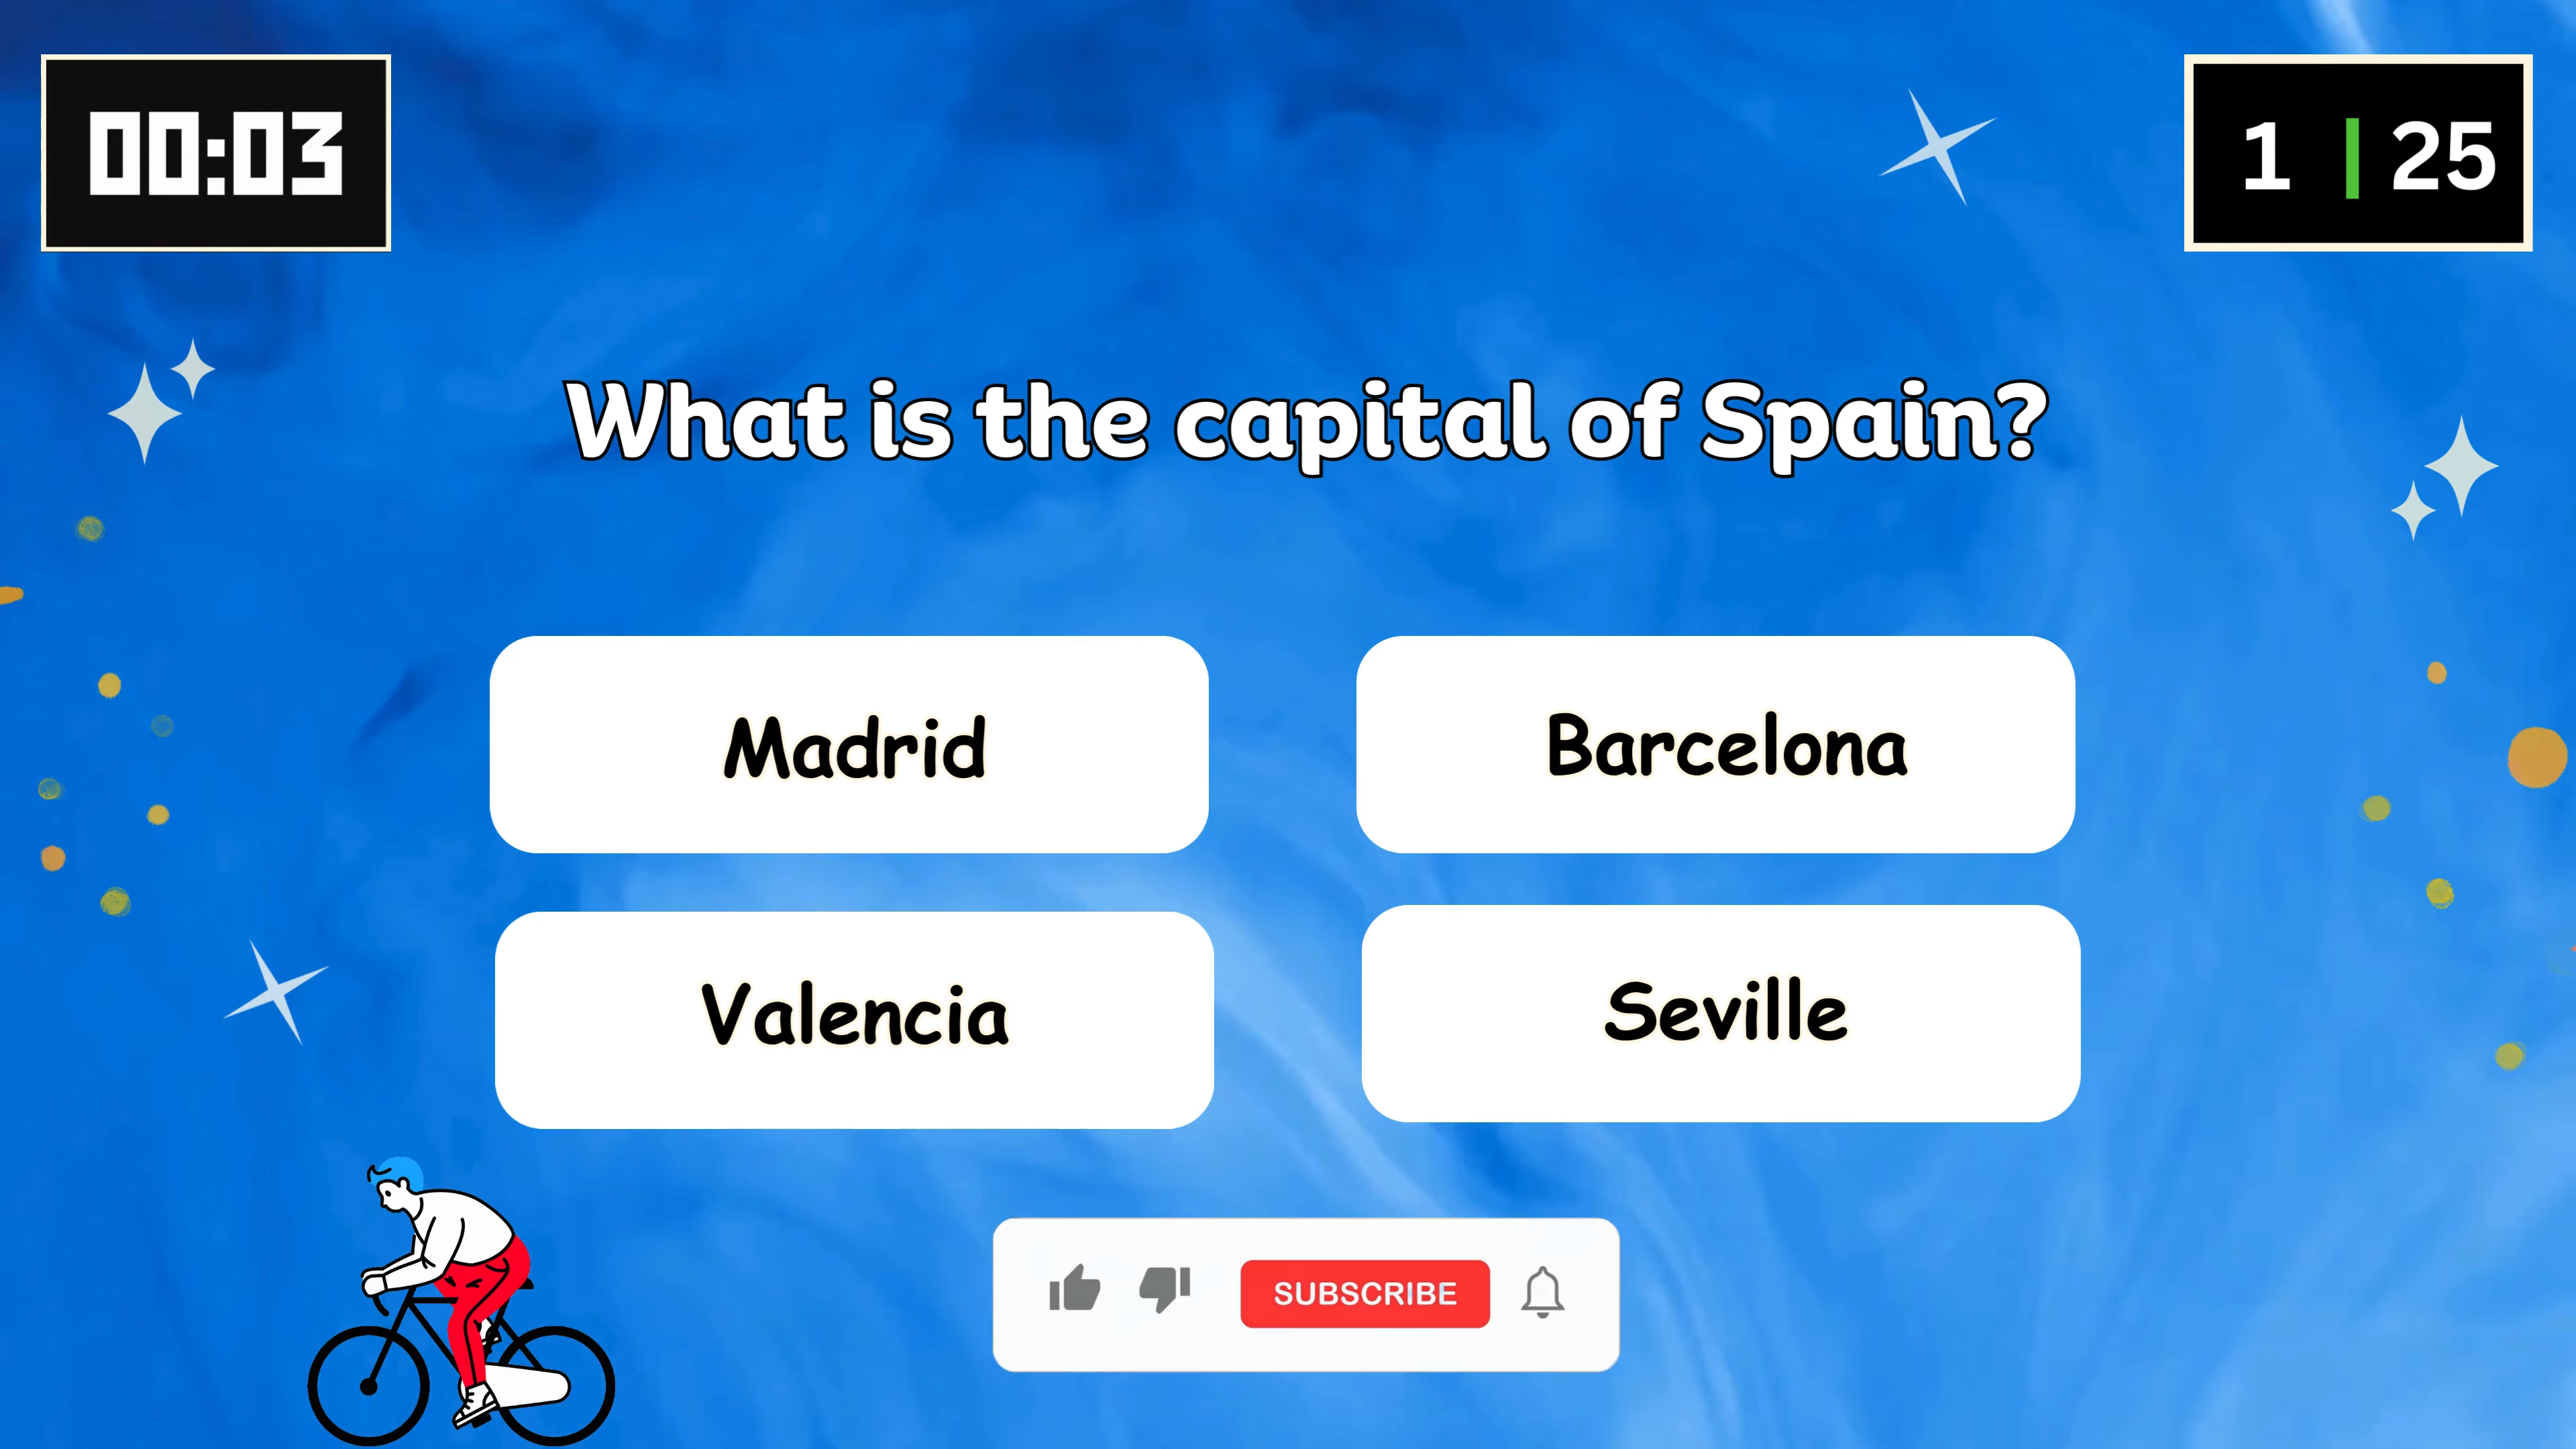 00:03
1 | 25
What is the capital of Spain?
Madrid
Barcelona
Valencia
Seville
SUBSCRIBE